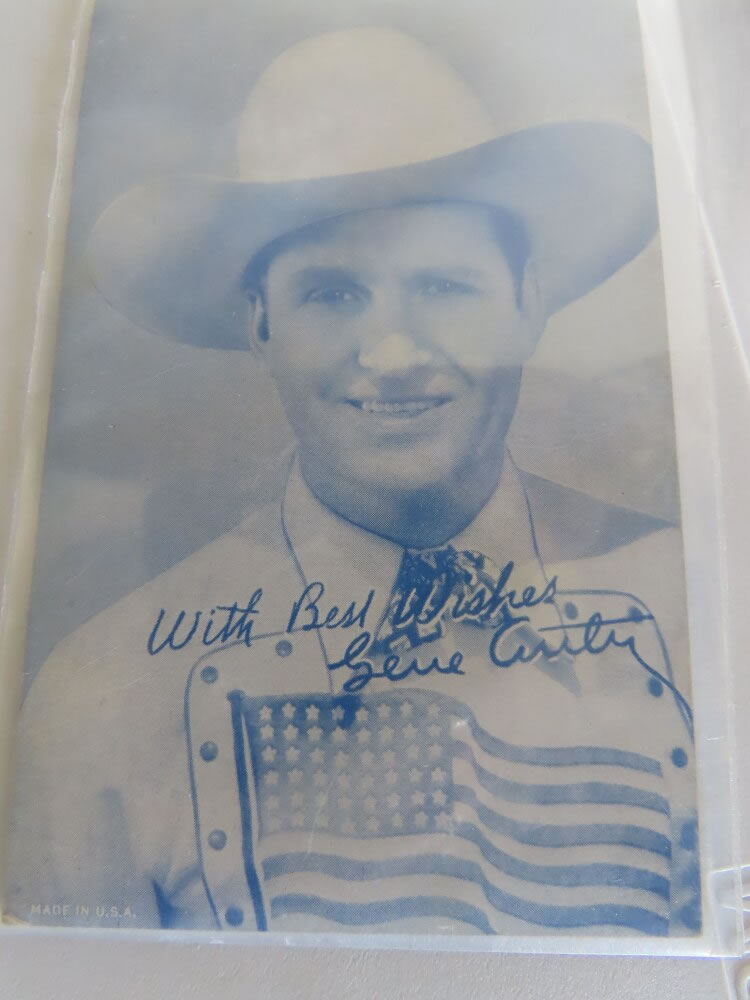 With Best Wishes
Gene Autry
MADE IN U.S.A.